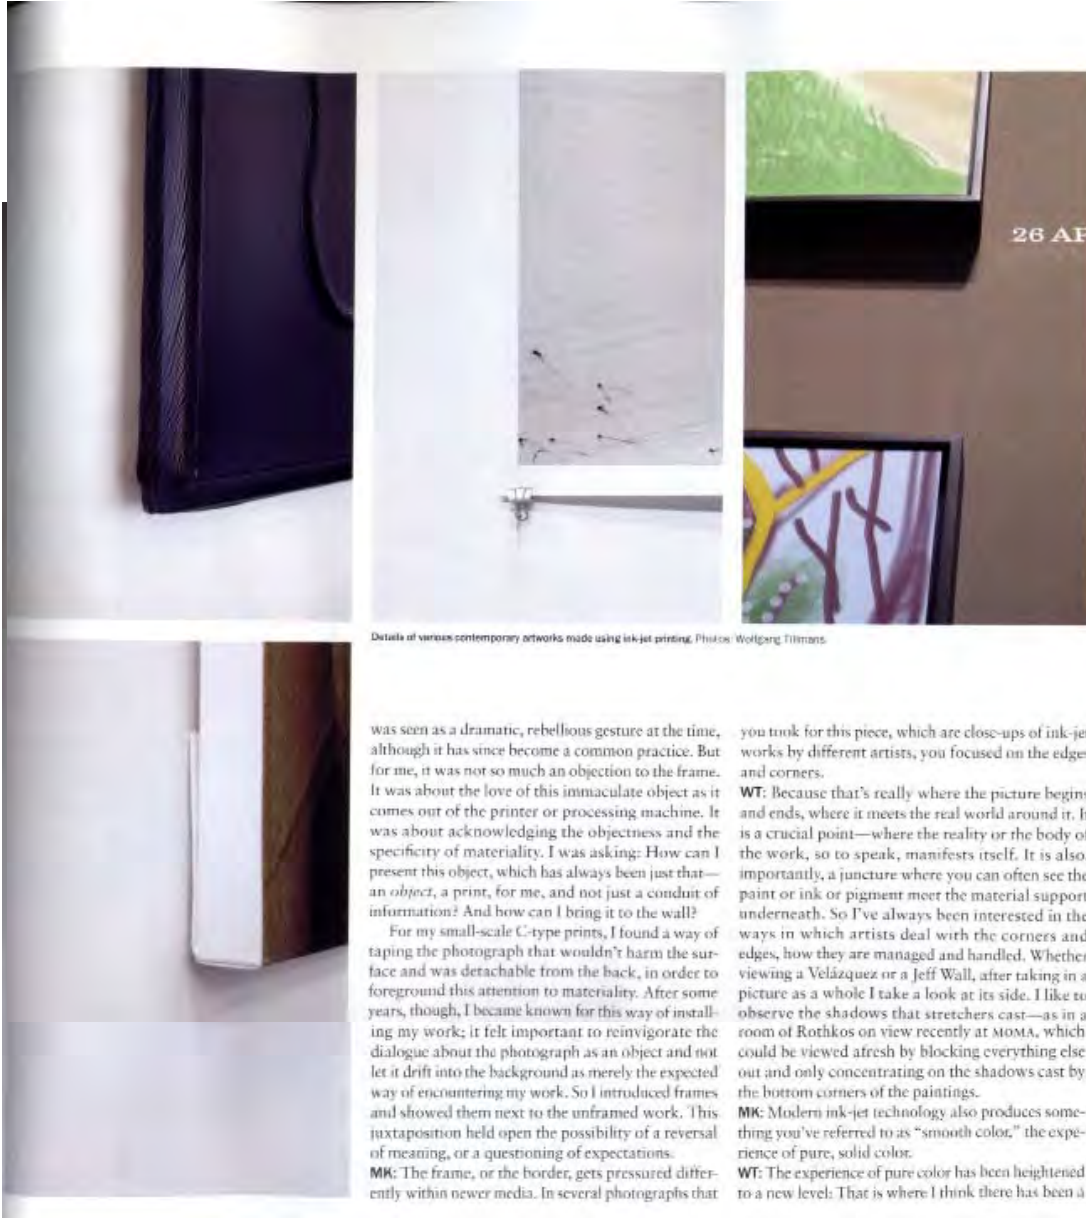 26 AP
Details of various contemporary artworks made using ink-jet printing. Photos: Wolfgang Tillmans.
was seen as a dramatic, rebellious gesture at the time,
although it has since become a common practice. But
for me, it was not so much an objection to the frame.
It was about the love of this immaculate object as it
comes out of the printer or processing machine. It
was about acknowledging the objectness and the
specificity of materiality. I was asking: How can I
present this object, which has always been just that—
an object, a print, for me, and not just a conduit of
information? And how can I bring it to the wall?
For my small-scale C-type prints, I found a way of
taping the photograph that wouldn't harm the sur-
face and was detachable from the back, in order to
foreground this attention to materiality. After some
years, though, I became known for this way of install-
ing my work; it felt important to reinvigorate the
dialogue about the photograph as an object and not
let it drift into the background as merely the expected
way of encountering my work. So I introduced frames
and showed them next to the unframed work. This
juxtaposition held open the possibility of a reversal
of meaning, or a questioning of expectations.
MK: The frame, or the border, gets pressured differ-
ently within newer media. In several photographs that
you took for this piece, which are close-ups of ink-jet
works by different artists, you focused on the edges
and corners.
WT: Because that's really where the picture begins
and ends, where it meets the real world around it. It
is a crucial point—where the reality or the body of
the work, so to speak, manifests itself. It is also,
importantly, a juncture where you can often see the
paint or ink or pigment meet the material support
underneath. So I've always been interested in the
ways in which artists deal with the corners and
edges, how they are managed and handled. Whether
viewing a Velázquez or a Jeff Wall, after taking in a
picture as a whole I take a look at its side. I like to
observe the shadows that stretchers cast—as in a
room of Rothkos on view recently at MOMA, which
could be viewed afresh by blocking everything else
out and only concentrating on the shadows cast by
the bottom corners of the paintings.
MK: Modern ink-jet technology also produces some-
thing you've referred to as "smooth color," the expe-
rience of pure, solid color.
WT: The experience of pure color has been heightened
to a new level: That is where I think there has been a